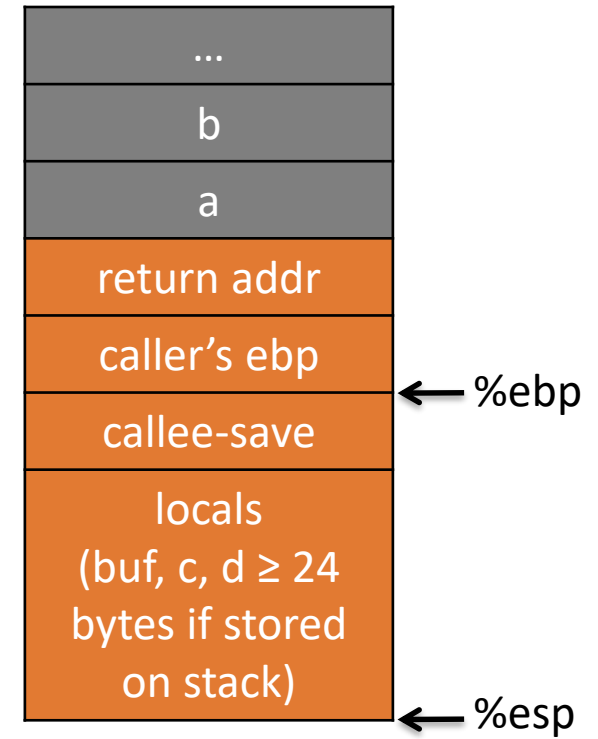 …
b
a
return addr
caller’s ebp
%ebp
callee-save
locals
(buf, c, d ≥ 24
bytes if stored
on stack)
%esp